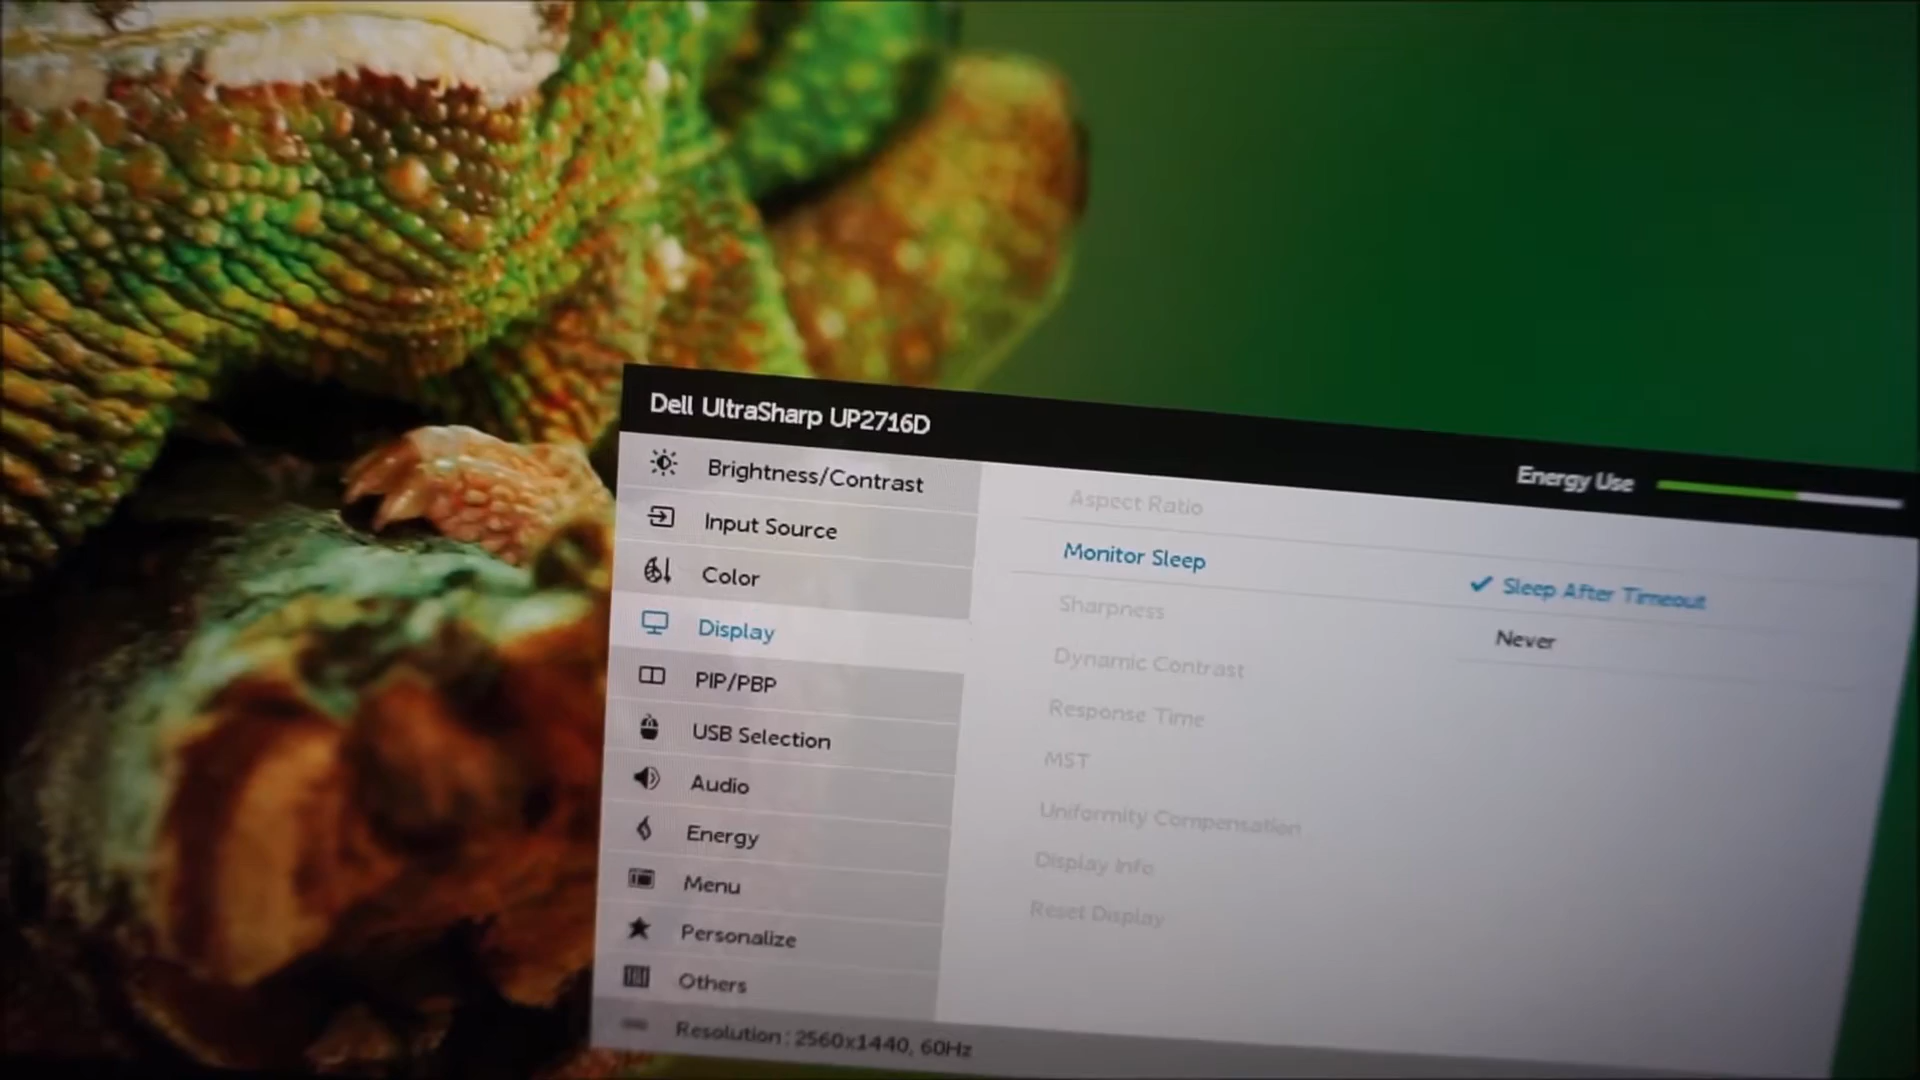 Dell UltraSharp UP2716D
Energy Use
Brightness/Contrast
Input Source
Color
Display
PIP/PBP
USB Selection
Audio
Energy
Menu
Personalize
Others
Aspect Ratio
Monitor Sleep
Sharpness
Dynamic Contrast
Response Time
MST
Uniformity Compensation
Display Info
Reset Display
Sleep After Timeout
Never
Resolution: 2560x1440, 60Hz